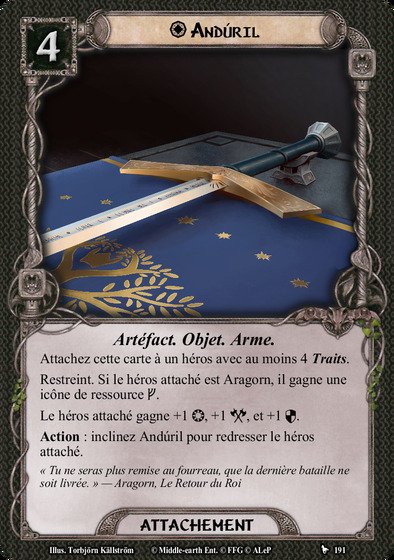 4
Andúril
Artéfact. Objet. Arme.
Attachez cette carte à un héros avec au moins 4 Traits.
Restreint. Si le héros attaché est Aragorn, il gagne une
icône de ressource.
Le héros attaché gagne +1, +1, et +1.
Action : inclinez Andúril pour redresser le héros
attaché.
« Tu ne seras plus remise au fourreau, que la dernière bataille ne
soit livrée. » — Aragorn, Le Retour du Roi
ATTACHEMENT
Illus. Torbjörn Källström © Middle-earth Ent. © FFG © ALeP 191